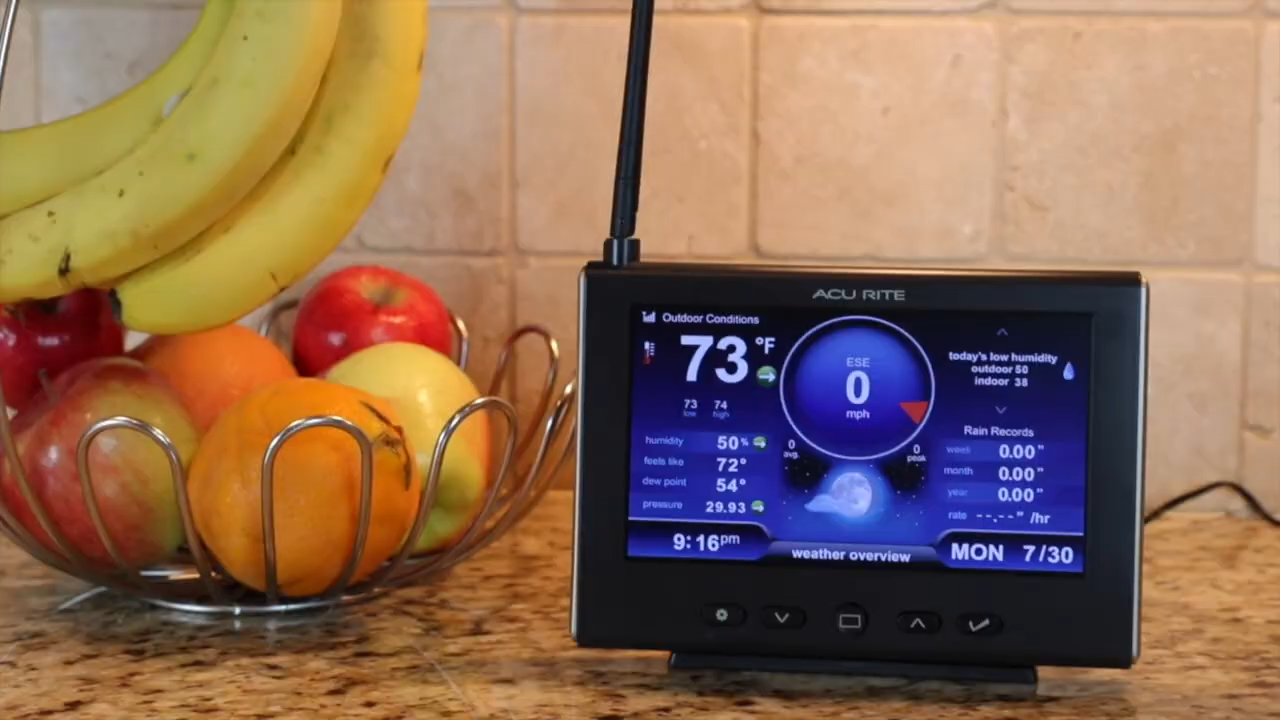 ACU RITE
Outdoor Conditions
73 °F
73 74
low high
humidity 50%
feels like 72°
dew point 54°
pressure 29.93
9:16pm
ESE
0
mph
0 avg.
0 peak
weather overview
today's low humidity
outdoor 50
indoor 38
Rain Records
week 0.00"
month 0.00"
year 0.00"
rate --.--" /hr
MON 7/30